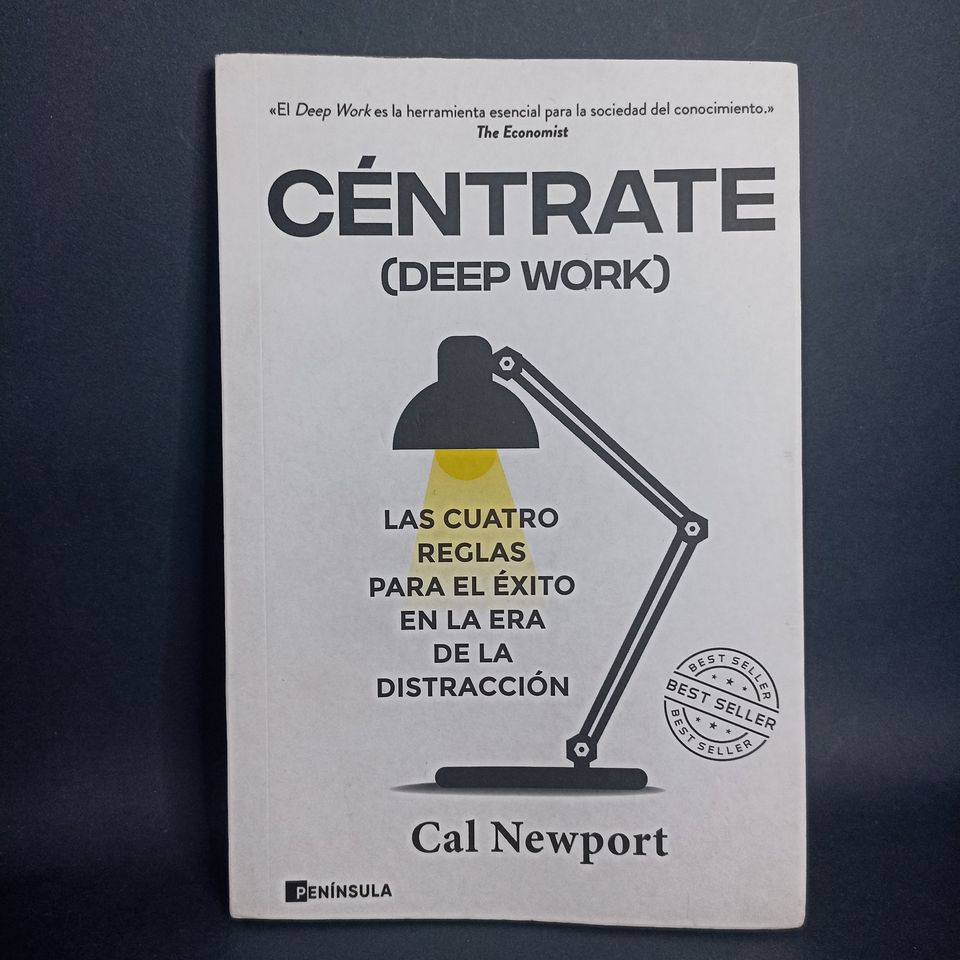 «El Deep Work es la herramienta esencial para la sociedad del conocimiento.»
The Economist
CÉNTRATE
(DEEP WORK)
LAS CUATRO
REGLAS
PARA EL ÉXITO
EN LA ERA
DE LA
DISTRACCIÓN
BEST SELLER
BEST SELLER
BEST SELLER
Cal Newport
PENÍNSULA